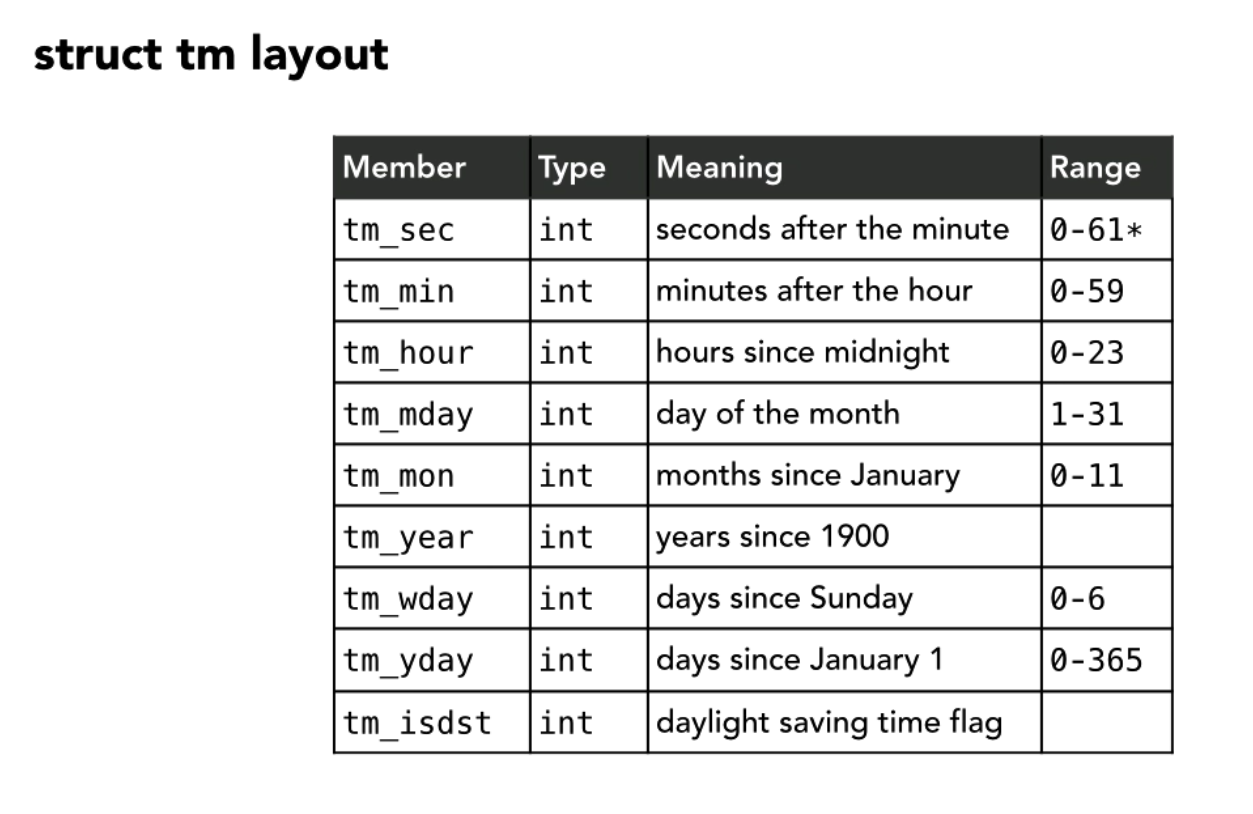 struct tm layout
Member Type Meaning Range
tm_sec int seconds after the minute 0-61*
tm_min int minutes after the hour 0-59
tm_hour int hours since midnight 0-23
tm_mday int day of the month 1-31
tm_mon int months since January 0-11
tm_year int years since 1900
tm_wday int days since Sunday 0-6
tm_yday int days since January 1 0-365
tm_isdst int daylight saving time flag